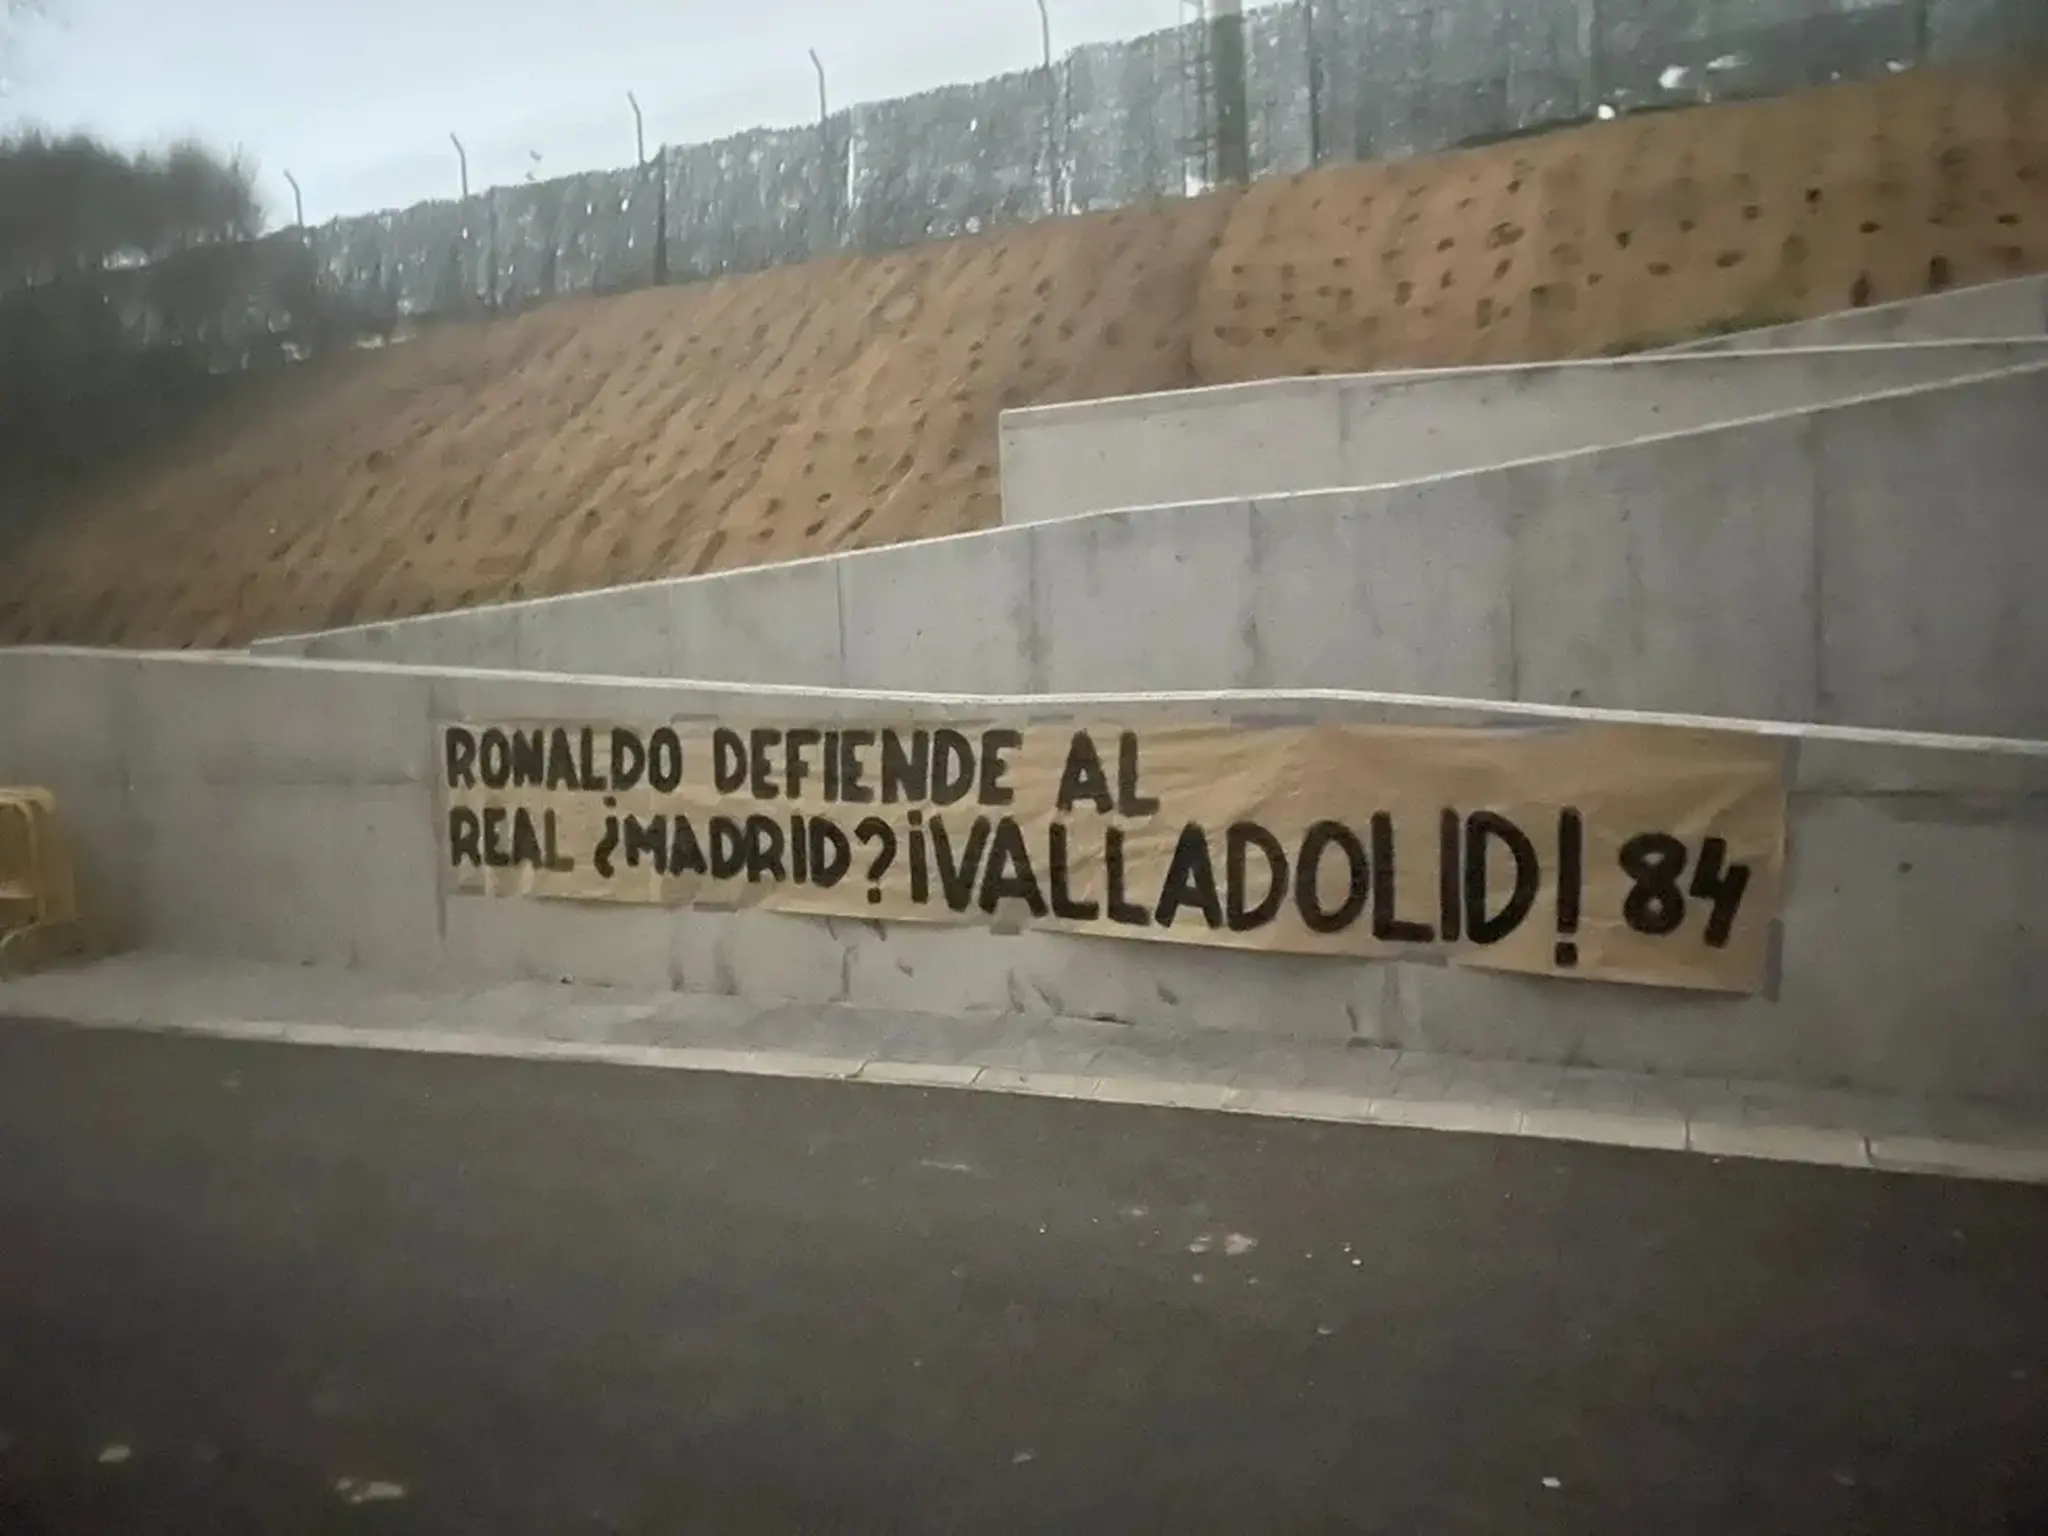 RONALDO DEFIENDE AL
REAL ¿MADRID? ¡VALLADOLID! 84